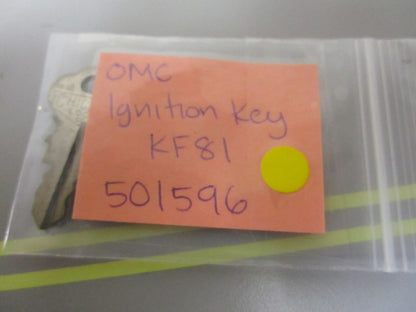 OMC
Ignition Key
KF81
501596